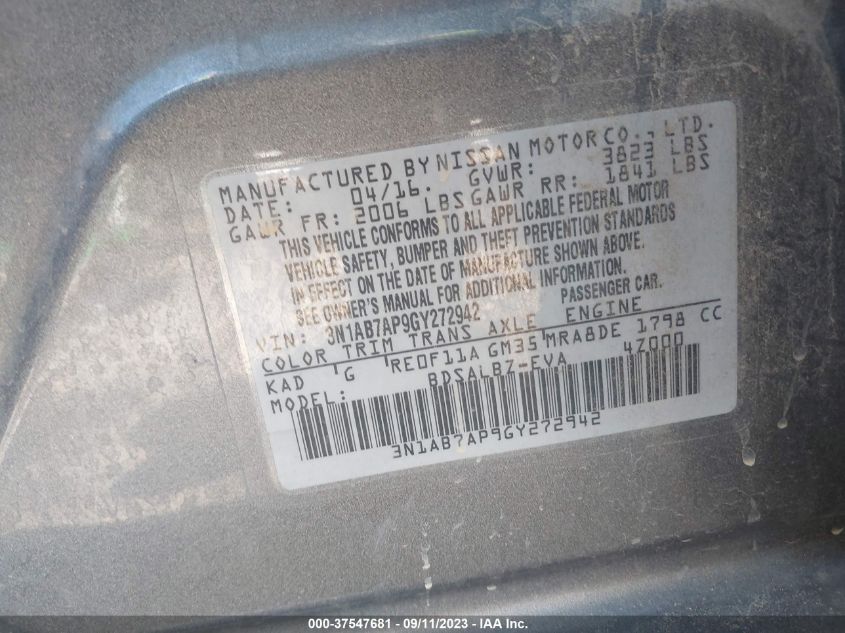 MANUFACTURED BY NISSAN MOTOR CO., LTD.
DATE: 04/16. GVWR: 3823 LBS
GAWR FR: 2006 LBS GAWR RR: 1841 LBS
THIS VEHICLE CONFORMS TO ALL APPLICABLE FEDERAL MOTOR
VEHICLE SAFETY, BUMPER AND THEFT PREVENTION STANDARDS
IN EFFECT ON THE DATE OF MANUFACTURE SHOWN ABOVE.
SEE OWNER'S MANUAL FOR ADDITIONAL INFORMATION.
VIN: 3N1AB7AP9GY272942 PASSENGER CAR.
COLOR TRIM TRANS AXLE ENGINE
KAD G RE0F11A GM35 MRA8DE 1798 CC
MODEL: BDSALBZ-EVA 4Z000
3N1AB7AP9GY272942
000-37547681 - 09/11/2023 - IAAI Inc.